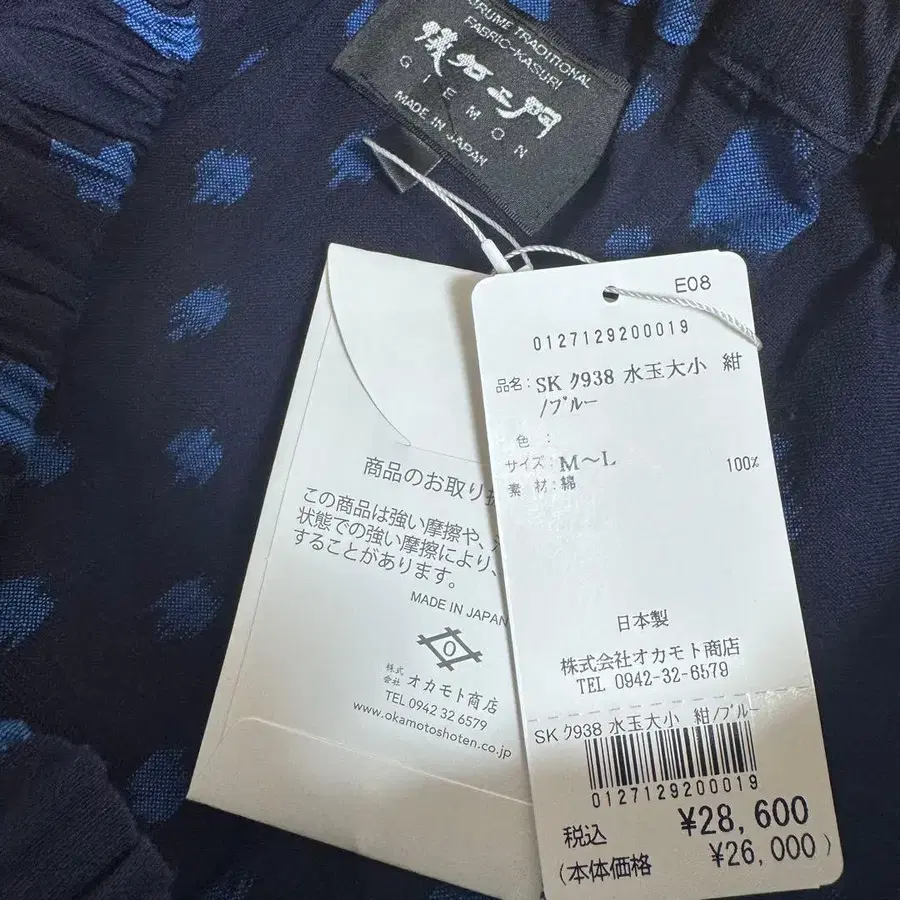 KURUME TRADITIONAL
FABRIC-KASURI
GIEMON
MADE IN JAPAN
E08
0127129200019
品名: SK ｸ938 水玉大小 紺
/ﾌﾞﾙｰ
色 :
サイズ: M～L
素 材: 綿 100%
日本製
株式会社オカモト商店
TEL 0942-32-6579
SK ｸ938 水玉大小 紺/ﾌﾞﾙｰ
0127129200019
税込 ¥28,600
(本体価格 ¥26,000)
商品のお取り
この商品は強い摩擦や、
状態での強い摩擦により、
することがあります。
MADE IN JAPAN
O
株式会社 オカモト商店
TEL 0942 32 6579
www.okamotoshoten.co.jp